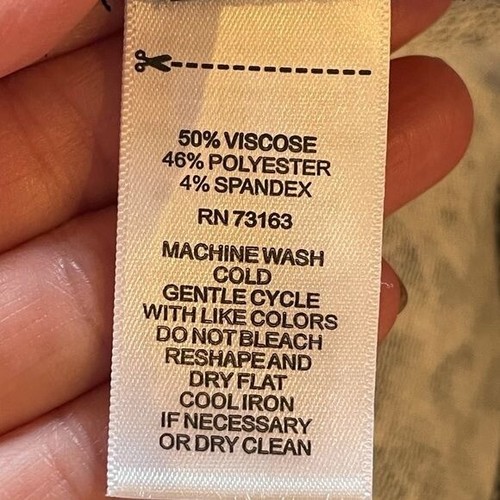 50% VISCOSE
46% POLYESTER
4% SPANDEX
RN 73163
MACHINE WASH
COLD
GENTLE CYCLE
WITH LIKE COLORS
DO NOT BLEACH
RESHAPE AND
DRY FLAT
COOL IRON
IF NECESSARY
OR DRY CLEAN